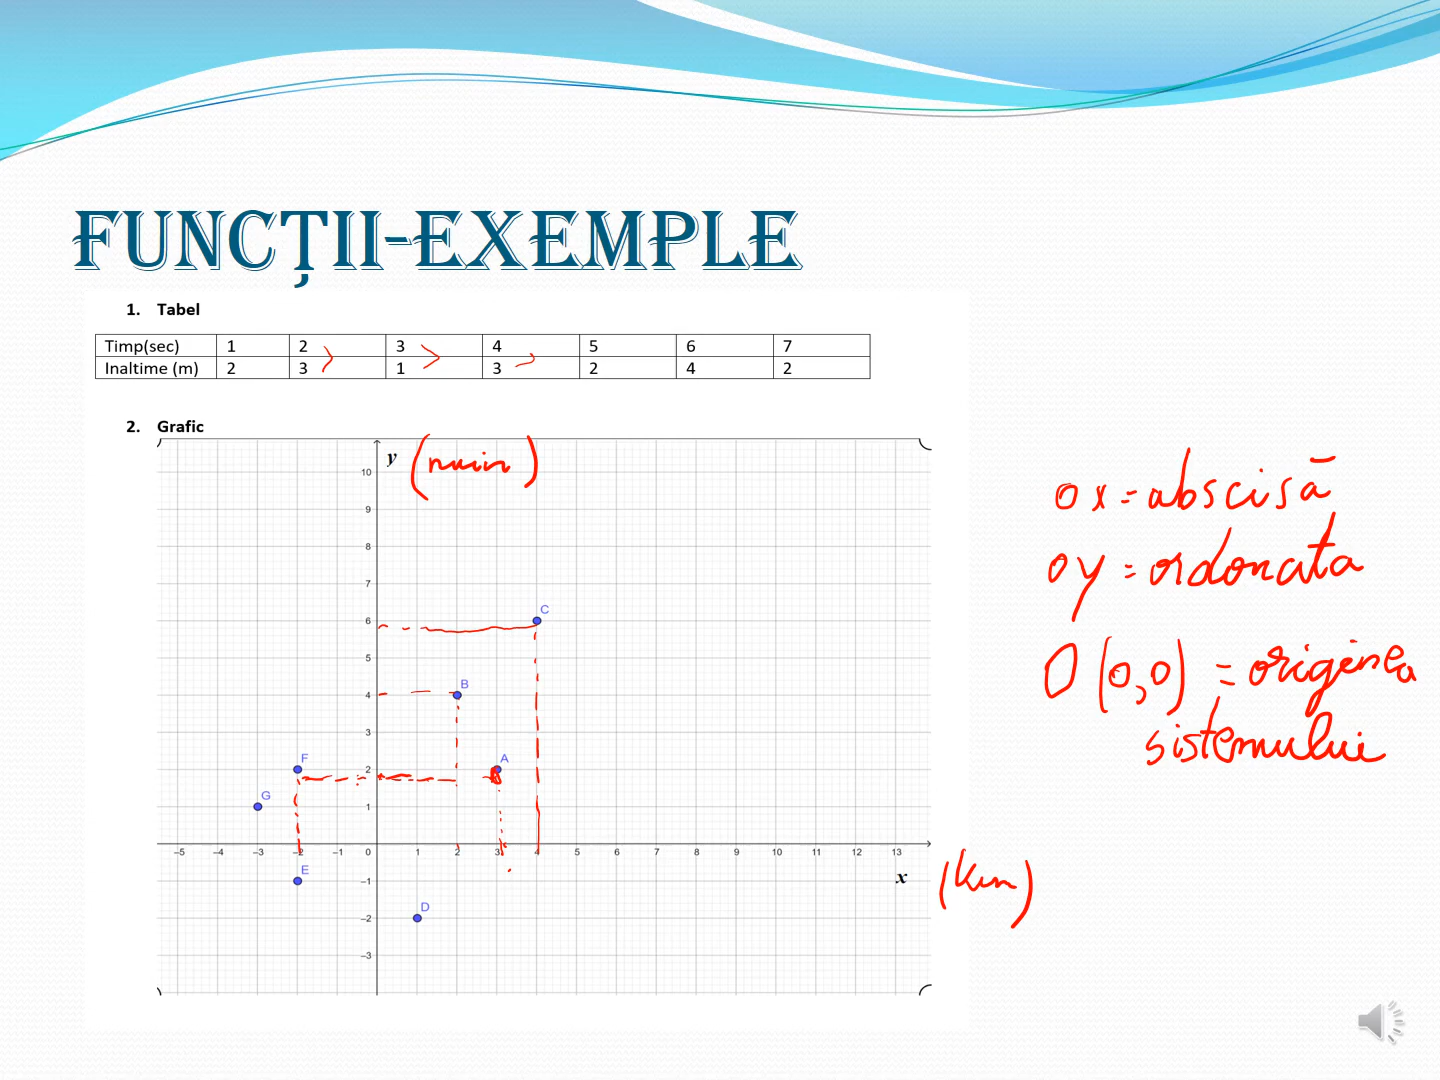 FUNCȚII-EXEMPLE
1. Tabel
Timp(sec) 1 2 3 4 5 6 7
Inaltime (m) 2 3 1 3 2 4 2
2. Grafic
y (min)
10
9
8
7
C
6
5
B
4
3
F A
2
G
1
-5 -4 -3 -2 -1 0 1 2 3 4 5 6 7 8 9 10 11 12 13
E
-1
x (km)
D
-2
-3
Ox = abscisă
Oy = ordonata
O (0,0) = originea
sistemului